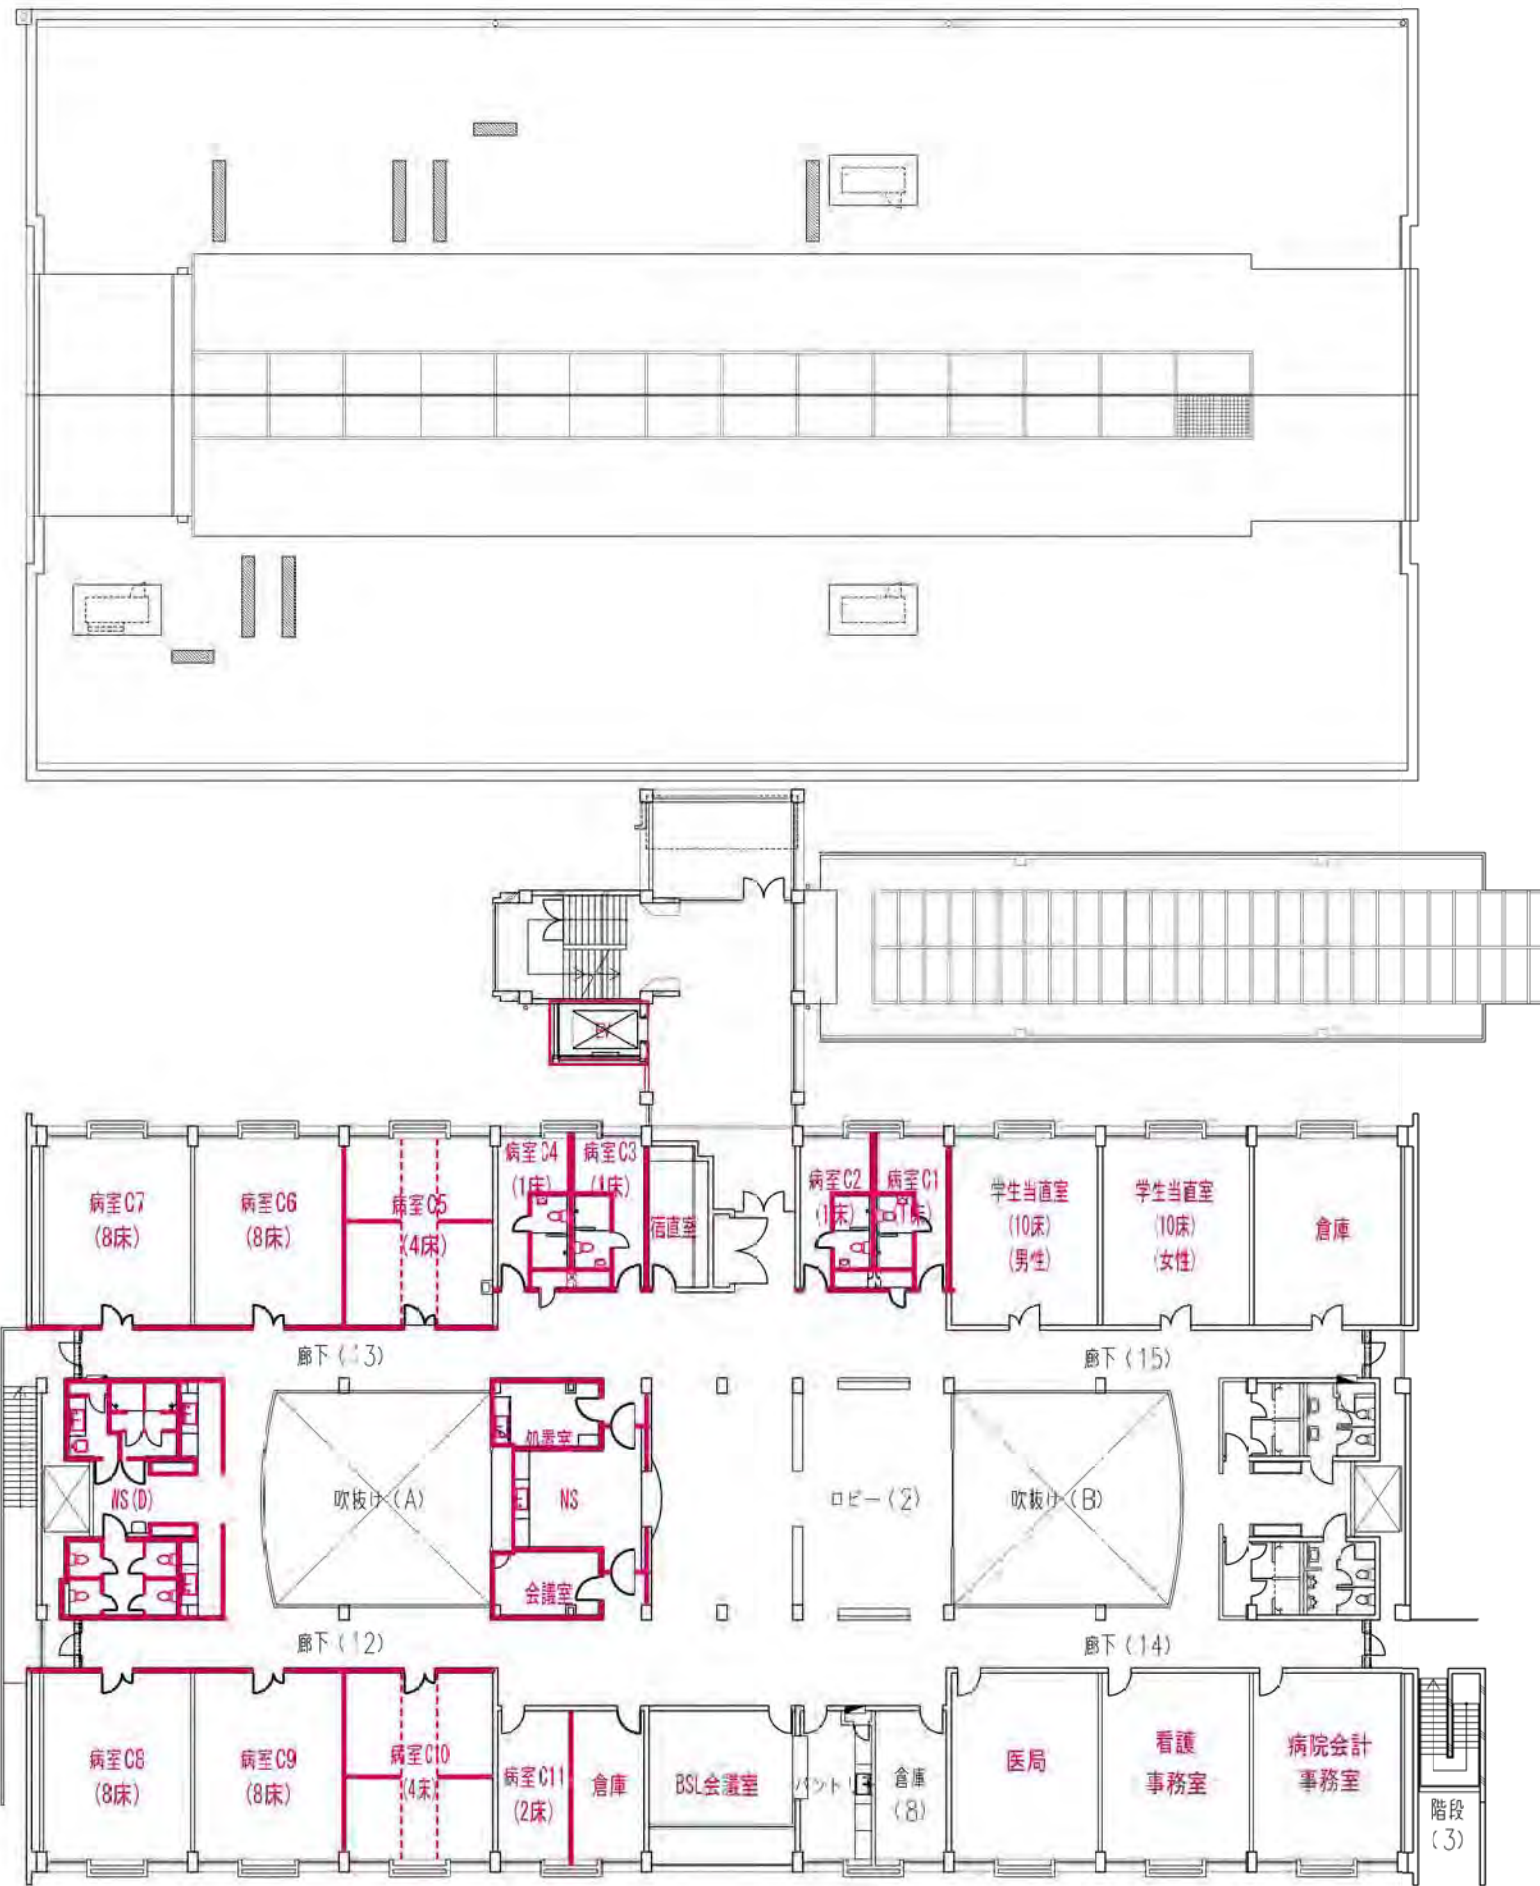 EV
病室C4
(1床)
病室C3
(1床)
病室C2
(1床)
病室C1
(1床)
病室C7
(8床)
病室C6
(8床)
病室C5
(4床)
宿直室
学生当直室
(10床)
(男性)
学生当直室
(10床)
(女性)
倉庫
廊下(13)
廊下(15)
処置室
WS(D)
吹抜け(A)
NS
ロビー(2)
吹抜け(B)
会議室
廊下(12)
廊下(14)
病室C8
(8床)
病室C9
(8床)
病室C10
(4床)
病室C11
(2床)
倉庫
BSL会議室
パントリ
倉庫
(8)
医局
看護
事務室
病院会計
事務室
階段
(3)